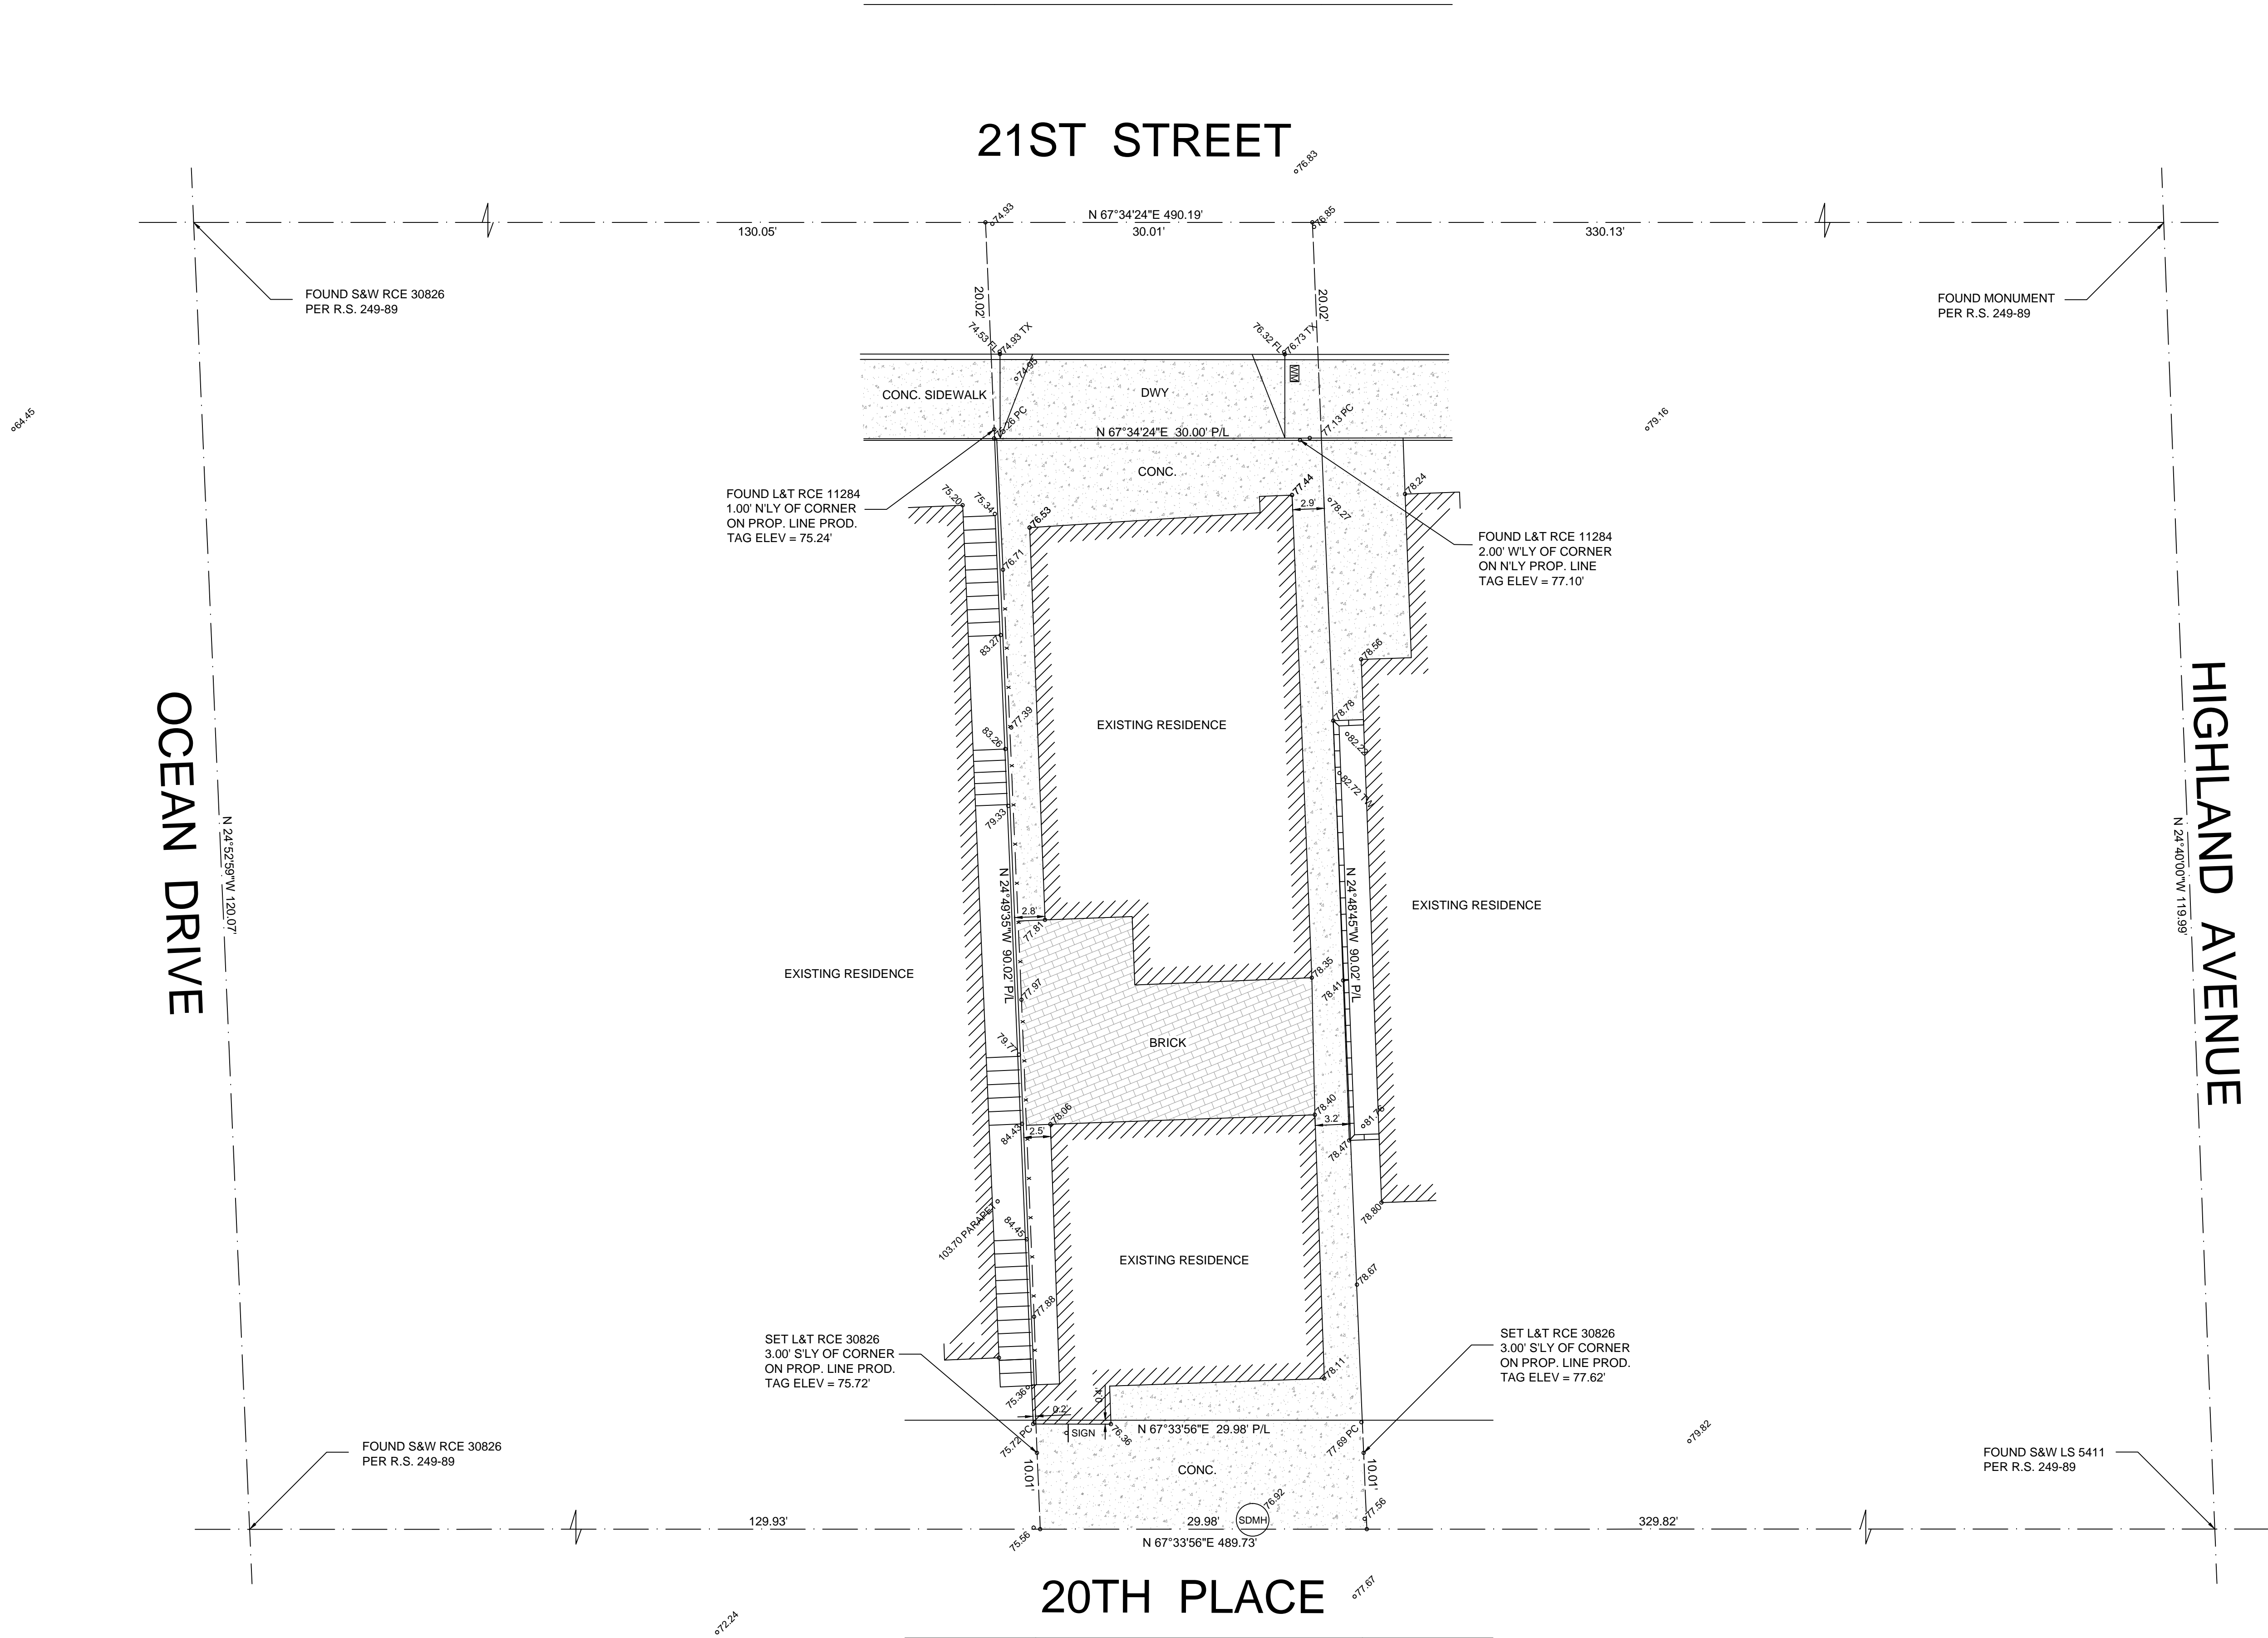 21ST STREET
76.83
74.93
N 67°34'24"E 490.19'
76.85
130.05'
30.01'
330.13'
FOUND S&W RCE 30826
PER R.S. 249-89
20.02'
20.02'
FOUND MONUMENT
PER R.S. 249-89
74.53 FL
74.93 TX
76.32 FL
76.73 TX
74.95
WM
CONC. SIDEWALK
DWY
64.45
79.16
75.26 PC
N 67°34'24"E 30.00' P/L
77.13 PC
CONC.
FOUND L&T RCE 11284
1.00' N'LY OF CORNER
ON PROP. LINE PROD.
TAG ELEV = 75.24'
75.20
75.34
76.53
77.44
2.9'
78.27
78.24
FOUND L&T RCE 11284
2.00' W'LY OF CORNER
ON N'LY PROP. LINE
TAG ELEV = 77.10'
76.71
83.27
78.56
77.39
83.26
EXISTING RESIDENCE
78.78
82.22
82.72 TW
79.33
OCEAN DRIVE
N 24°52'59"W 120.07'
HIGHLAND AVENUE
N 24°40'00"W 119.99'
N 24°49'35"W 90.02' P/L
N 24°48'45"W 90.02' P/L
2.8'
77.81
EXISTING RESIDENCE
EXISTING RESIDENCE
78.35
78.41
77.97
79.77
BRICK
78.06
78.40
84.43
2.5'
3.2'
81.76
78.47
103.70 PARAPET
84.45
78.80
EXISTING RESIDENCE
78.67
77.88
SET L&T RCE 30826
3.00' S'LY OF CORNER
ON PROP. LINE PROD.
TAG ELEV = 75.72'
SET L&T RCE 30826
3.00' S'LY OF CORNER
ON PROP. LINE PROD.
TAG ELEV = 77.62'
78.11
75.36
0.2'
75.72 PC
SIGN
76.36
N 67°33'56"E 29.98' P/L
77.69 PC
79.82
FOUND S&W RCE 30826
PER R.S. 249-89
FOUND S&W LS 5411
PER R.S. 249-89
10.01'
CONC.
10.01'
76.92
SDMH
77.56
129.93'
29.98'
329.82'
75.56
N 67°33'56"E 489.73'
20TH PLACE
77.67
72.24